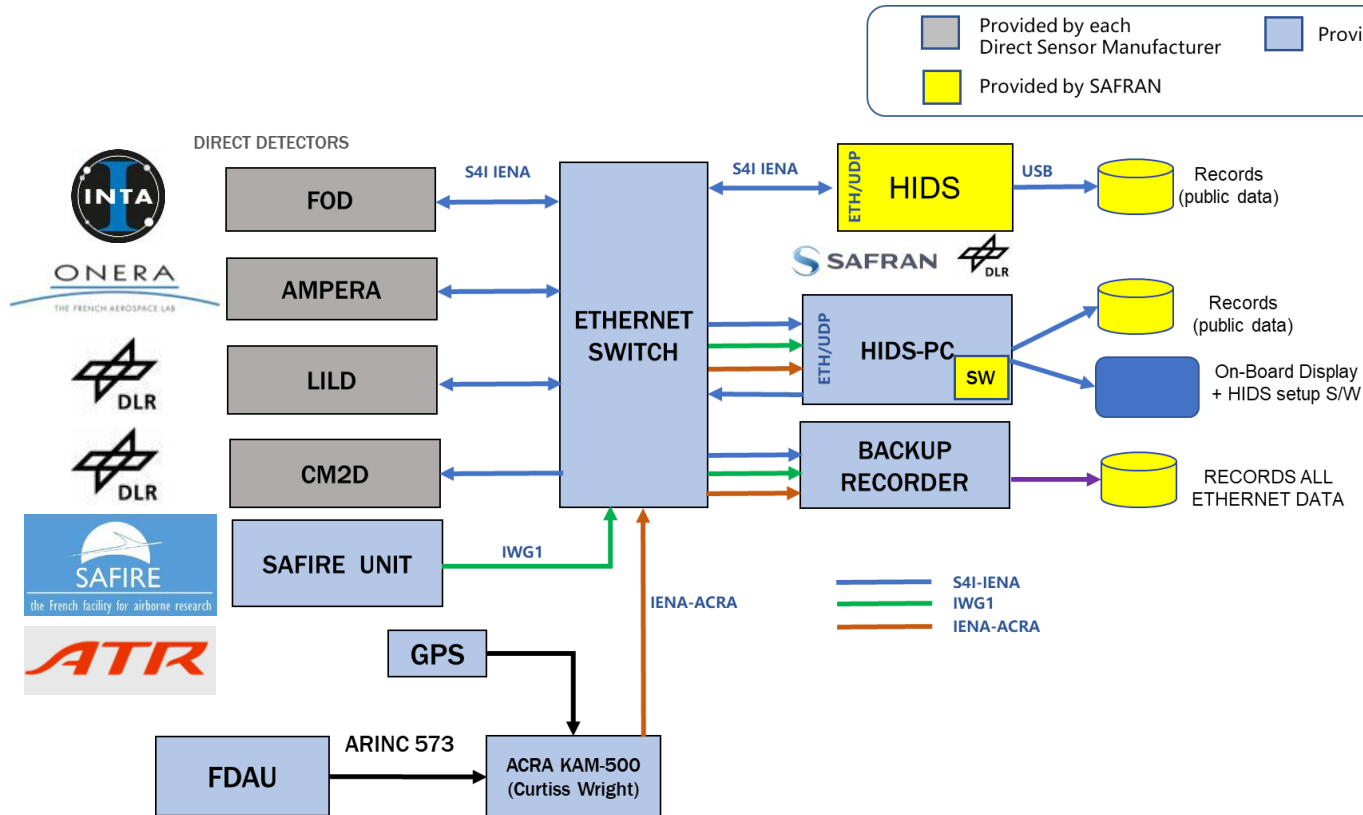 Provided by each
Direct Sensor Manufacturer
Provi
Provided by SAFRAN
DIRECT DETECTORS
INTA
FOD
S4I IENA
ETHERNET
SWITCH
S4I IENA
ETH/UDP
HIDS
USB
Records
(public data)
SAFRAN
DLR
ONERA
THE FRENCH AEROSPACE LAB
AMPERA
ETH/UDP
HIDS-PC
SW
Records
(public data)
On-Board Display
+ HIDS setup S/W
DLR
LILD
DLR
CM2D
BACKUP
RECORDER
RECORDS ALL
ETHERNET DATA
SAFIRE
the French facility for airborne research
SAFIRE UNIT
IWG1
S4I-IENA
IWG1
IENA-ACRA
IENA-ACRA
ATR
GPS
FDAU
ARINC 573
ACRA KAM-500
(Curtiss Wright)